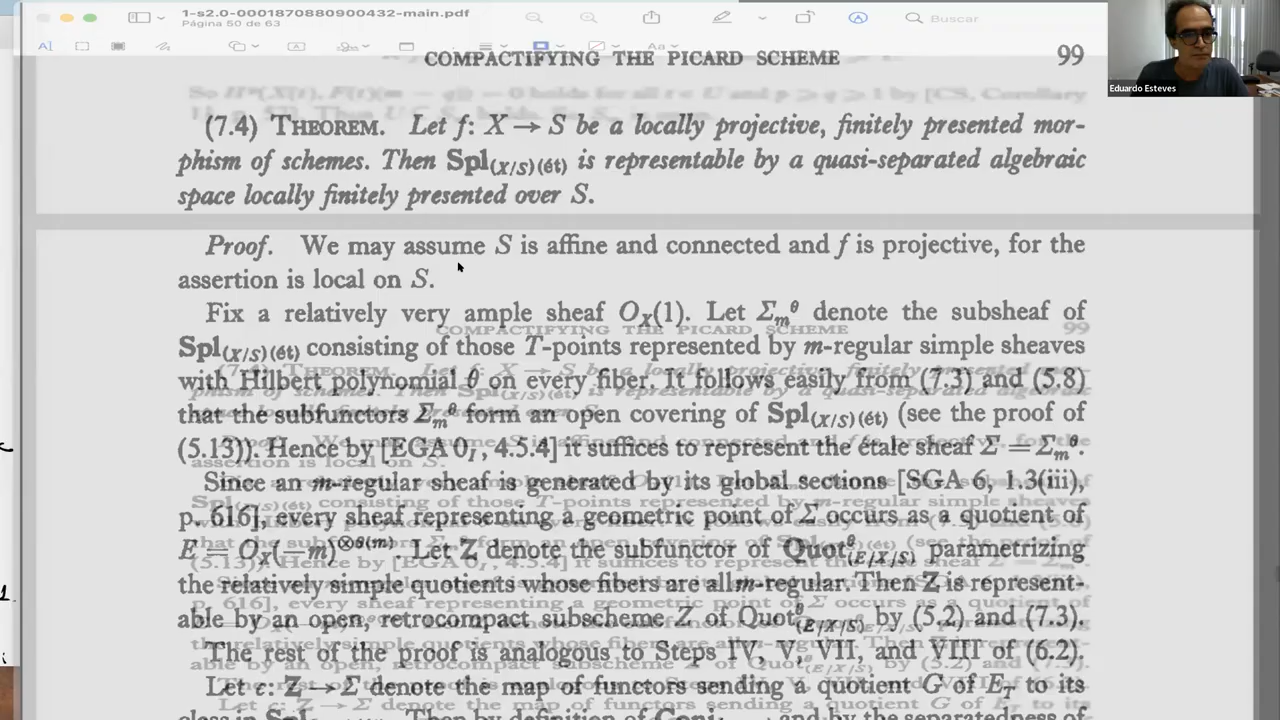 1-s2.0-0001870880900432-main.pdf
Página 50 de 63
Buscar
Eduardo Esteves
COMPACTIFYING THE PICARD SCHEME 99
(7.4) THEOREM. Let f: X → S be a locally projective, finitely presented mor-
phism of schemes. Then Spl(X/S)(ét) is representable by a quasi-separated algebraic
space locally finitely presented over S.
Proof. We may assume S is affine and connected and f is projective, for the
assertion is local on S.
Fix a relatively very ample sheaf O_X(1). Let Σ_m^θ denote the subsheaf of
Spl(X/S)(ét) consisting of those T-points represented by m-regular simple sheaves
with Hilbert polynomial θ on every fiber. It follows easily from (7.3) and (5.8)
that the subfunctors Σ_m^θ form an open covering of Spl(X/S)(ét) (see the proof of
(5.13)). Hence by [EGA 0_I, 4.5.4] it suffices to represent the étale sheaf Σ = Σ_m^θ.
Since an m-regular sheaf is generated by its global sections [SGA 6, 1.3(iii),
p. 616], every sheaf representing a geometric point of Σ occurs as a quotient of
E = O_X(−m)^⊗θ(m). Let Z denote the subfunctor of Quot^θ_(E/X/S) parametrizing
the relatively simple quotients whose fibers are all m-regular. Then Z is represent-
able by an open, retrocompact subscheme Z of Quot^θ_(E/X/S) by (5.2) and (7.3).
The rest of the proof is analogous to Steps IV, V, VII, and VIII of (6.2).
Let c: Z → Σ denote the map of functors sending a quotient G of E_T to its